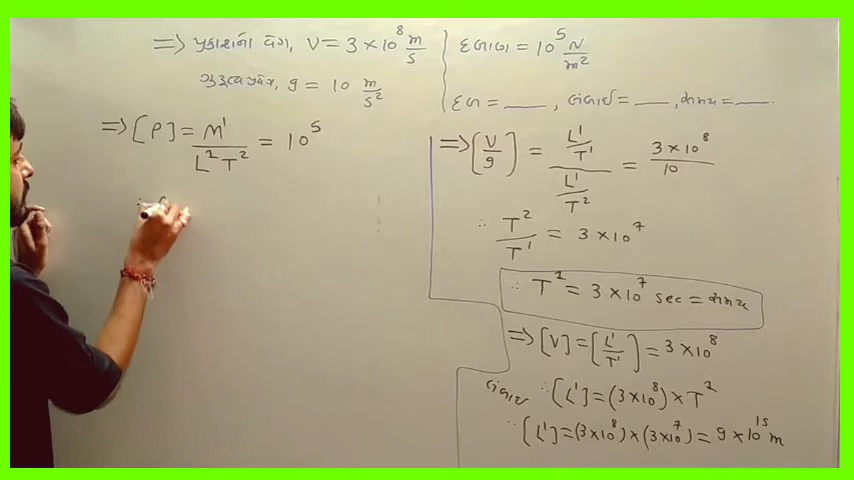 ⇒ પ્રકાશનો વેગ, V = 3 × 10⁸ m/s
ગુરુત્વપ્રવેગ, g = 10 m/s²
દબાણ = 10⁵ N/m²
દળ = ____, લંબાઈ = ____, સમય = ____.
⇒ [P] = M¹/L¹T² = 10⁵
⇒ [V/g] = (L¹/T¹)/(L¹/T²) = 3 × 10⁸/10
∴ T²/T¹ = 3 × 10⁷
∴ T¹ = 3 × 10⁷ sec = સમય
⇒ [V] = [L¹/T¹] = 3 × 10⁸
લંબાઈ ∴ [L¹] = (3 × 10⁸) × T¹
∴ [L¹] = (3 × 10⁸) × (3 × 10⁷) = 9 × 10¹⁵ m